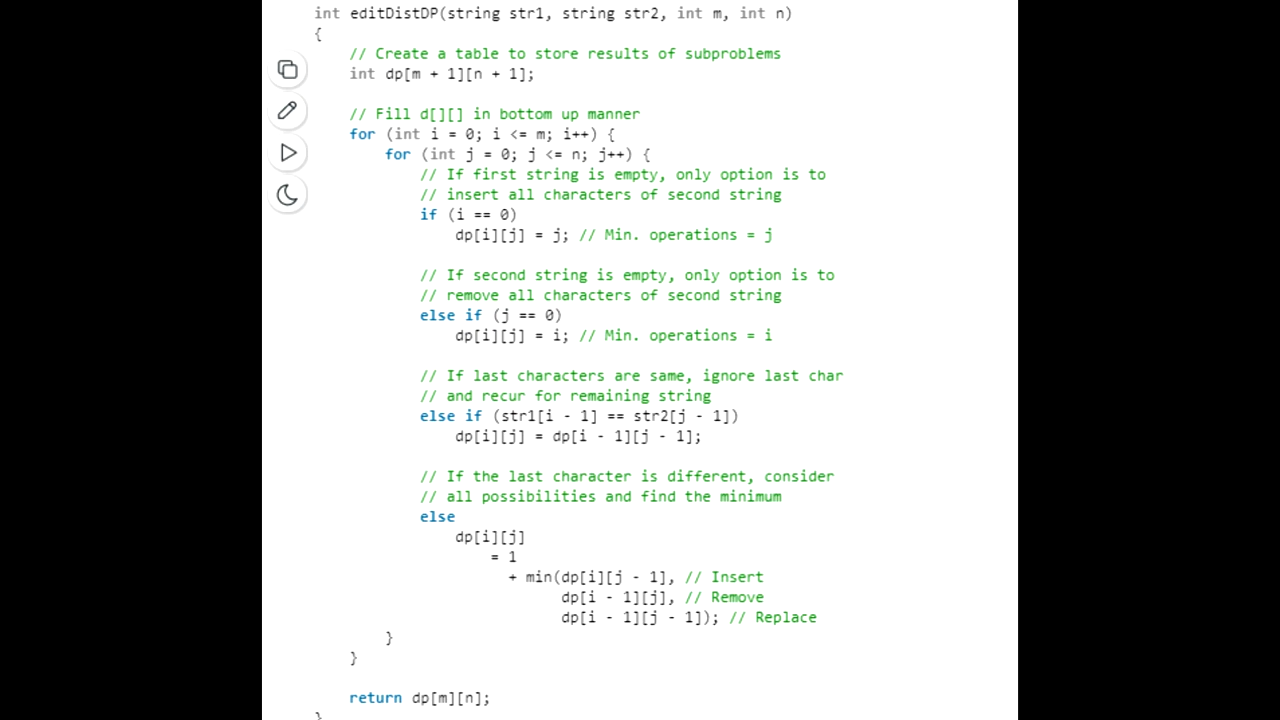 int editDistDP(string str1, string str2, int m, int n)
{
    // Create a table to store results of subproblems
    int dp[m + 1][n + 1];

    // Fill d[][] in bottom up manner
    for (int i = 0; i <= m; i++) {
        for (int j = 0; j <= n; j++) {
            // If first string is empty, only option is to
            // insert all characters of second string
            if (i == 0)
                dp[i][j] = j; // Min. operations = j

            // If second string is empty, only option is to
            // remove all characters of second string
            else if (j == 0)
                dp[i][j] = i; // Min. operations = i

            // If last characters are same, ignore last char
            // and recur for remaining string
            else if (str1[i - 1] == str2[j - 1])
                dp[i][j] = dp[i - 1][j - 1];

            // If the last character is different, consider
            // all possibilities and find the minimum
            else
                dp[i][j]
                    = 1
                      + min(dp[i][j - 1], // Insert
                            dp[i - 1][j], // Remove
                            dp[i - 1][j - 1]); // Replace
        }
    }

    return dp[m][n];
}